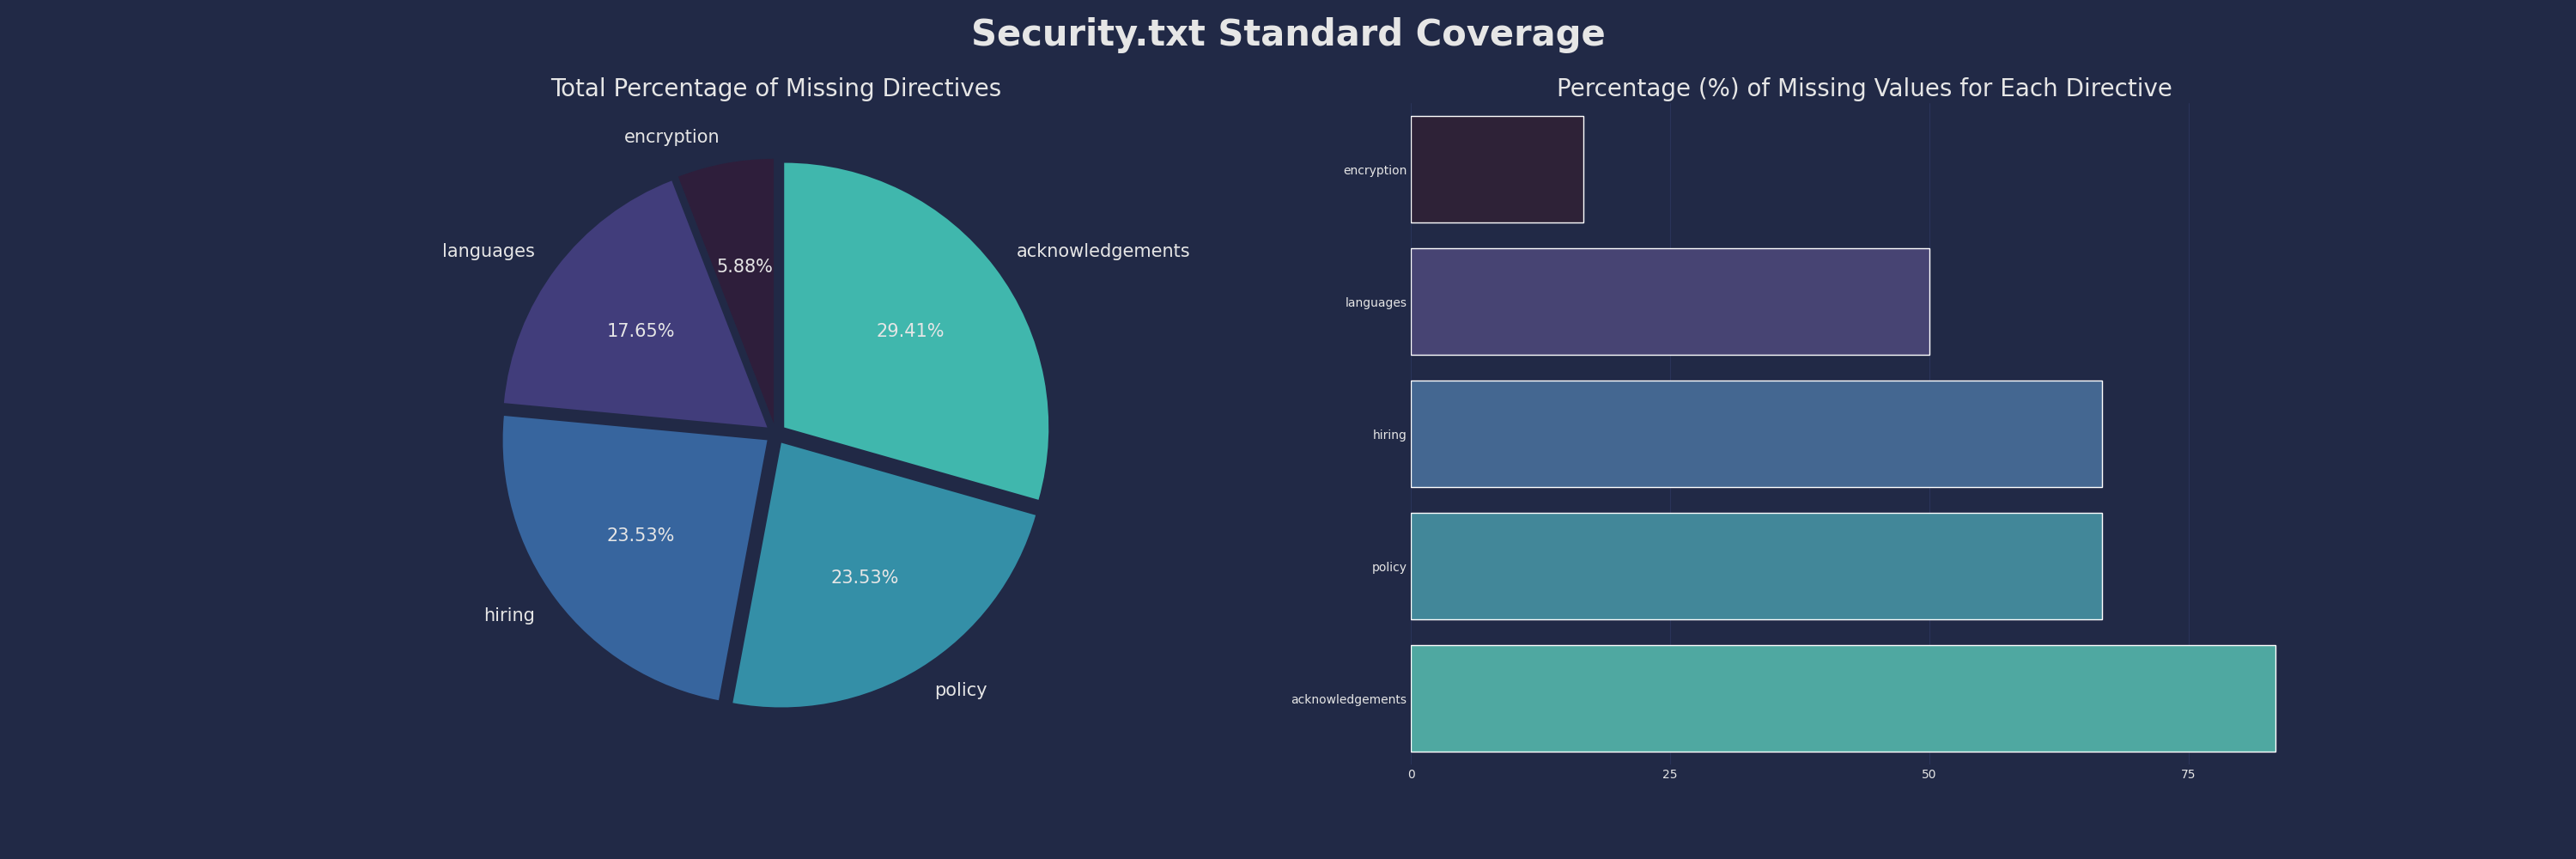 Security.txt Standard Coverage
Total Percentage of Missing Directives
encryption
languages
acknowledgements
5.88%
17.65%
29.41%
23.53%
23.53%
hiring
policy
Percentage (%) of Missing Values for Each Directive
encryption
languages
hiring
policy
acknowledgements
0 25 50 75